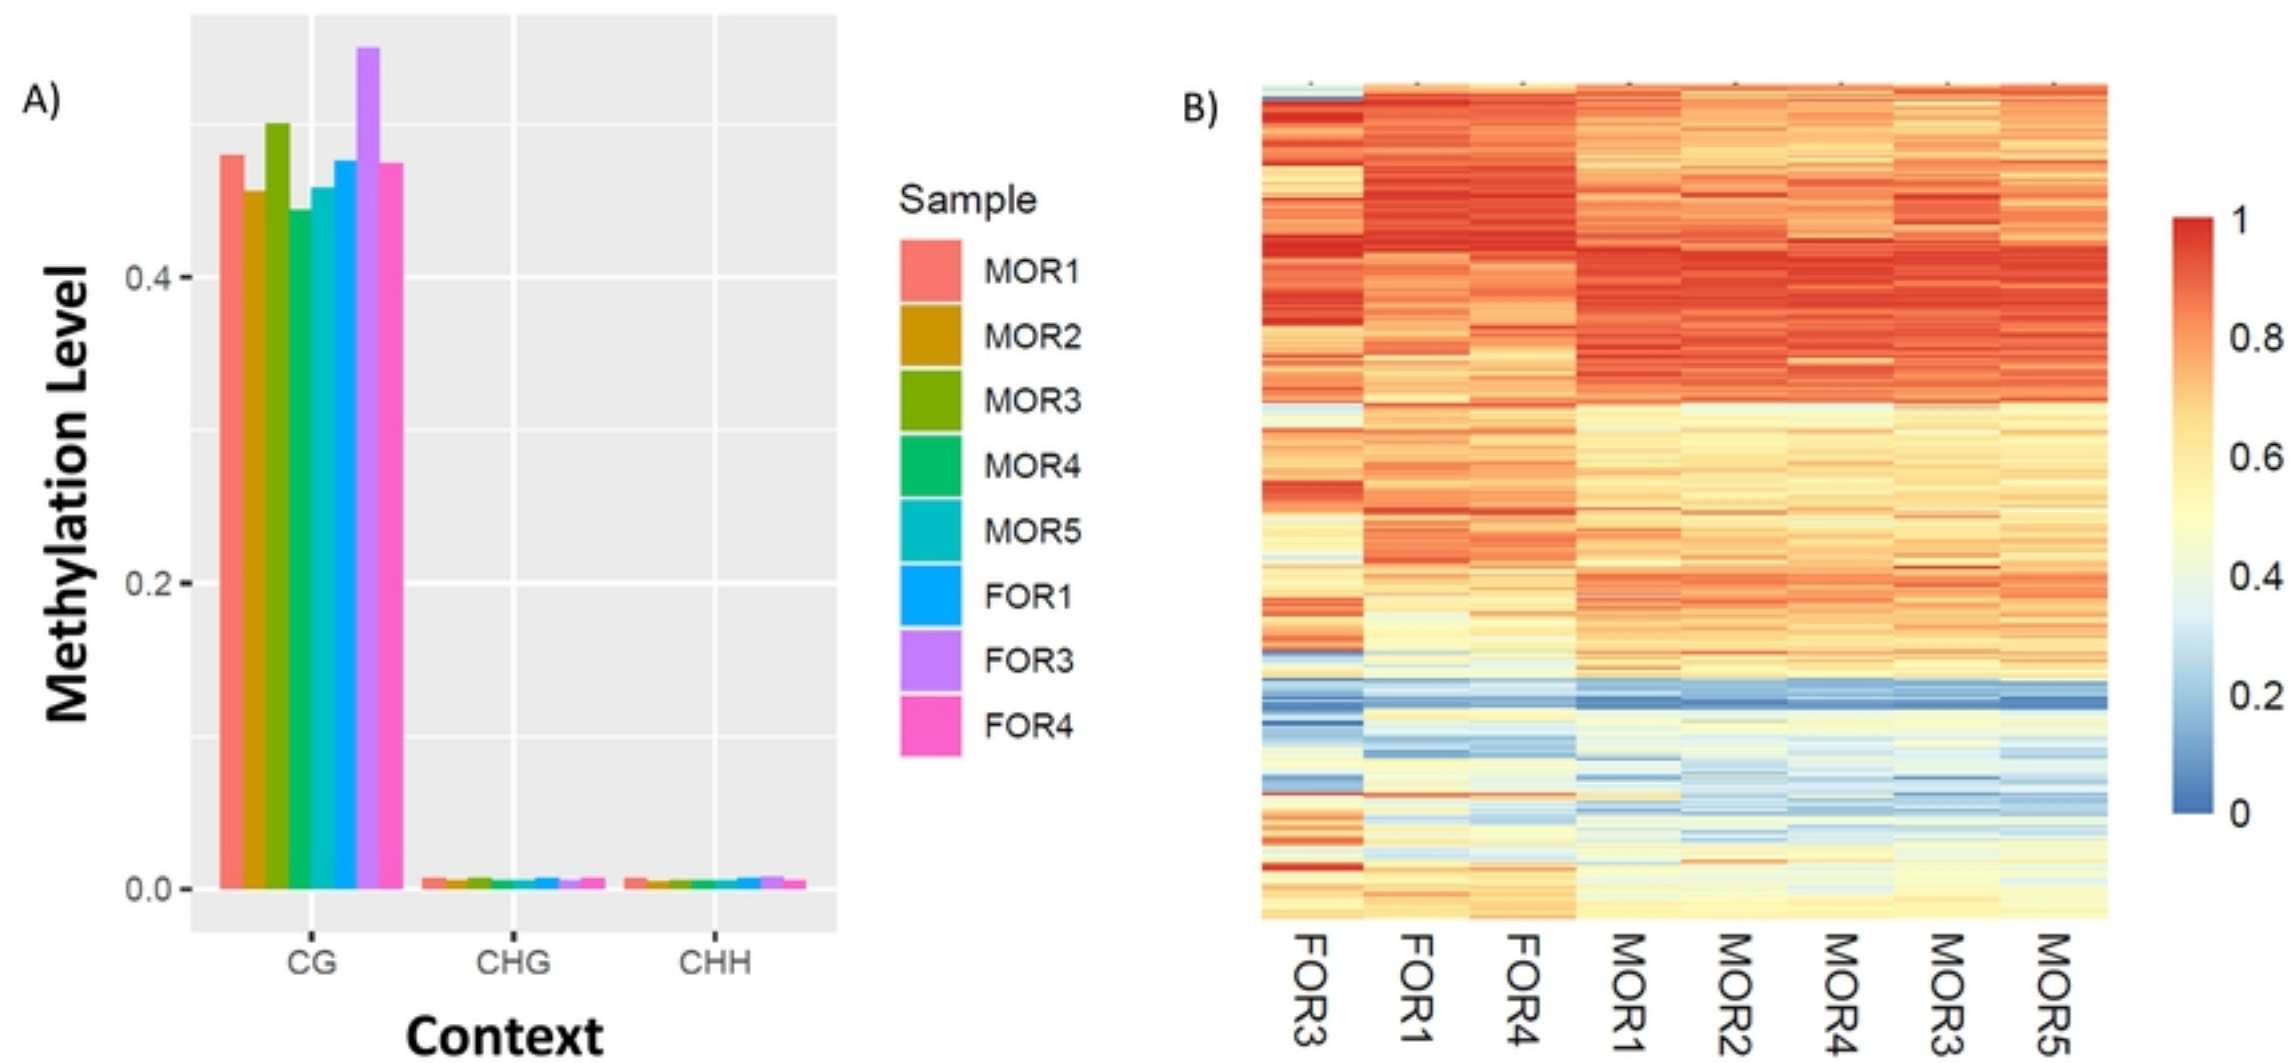 A)
Methylation Level
0.4
0.2
0.0
CG CHG CHH
Context
Sample
MOR1
MOR2
MOR3
MOR4
MOR5
FOR1
FOR3
FOR4
B)
1
0.8
0.6
0.4
0.2
0
FOR3 FOR1 FOR4 MOR1 MOR2 MOR4 MOR3 MOR5